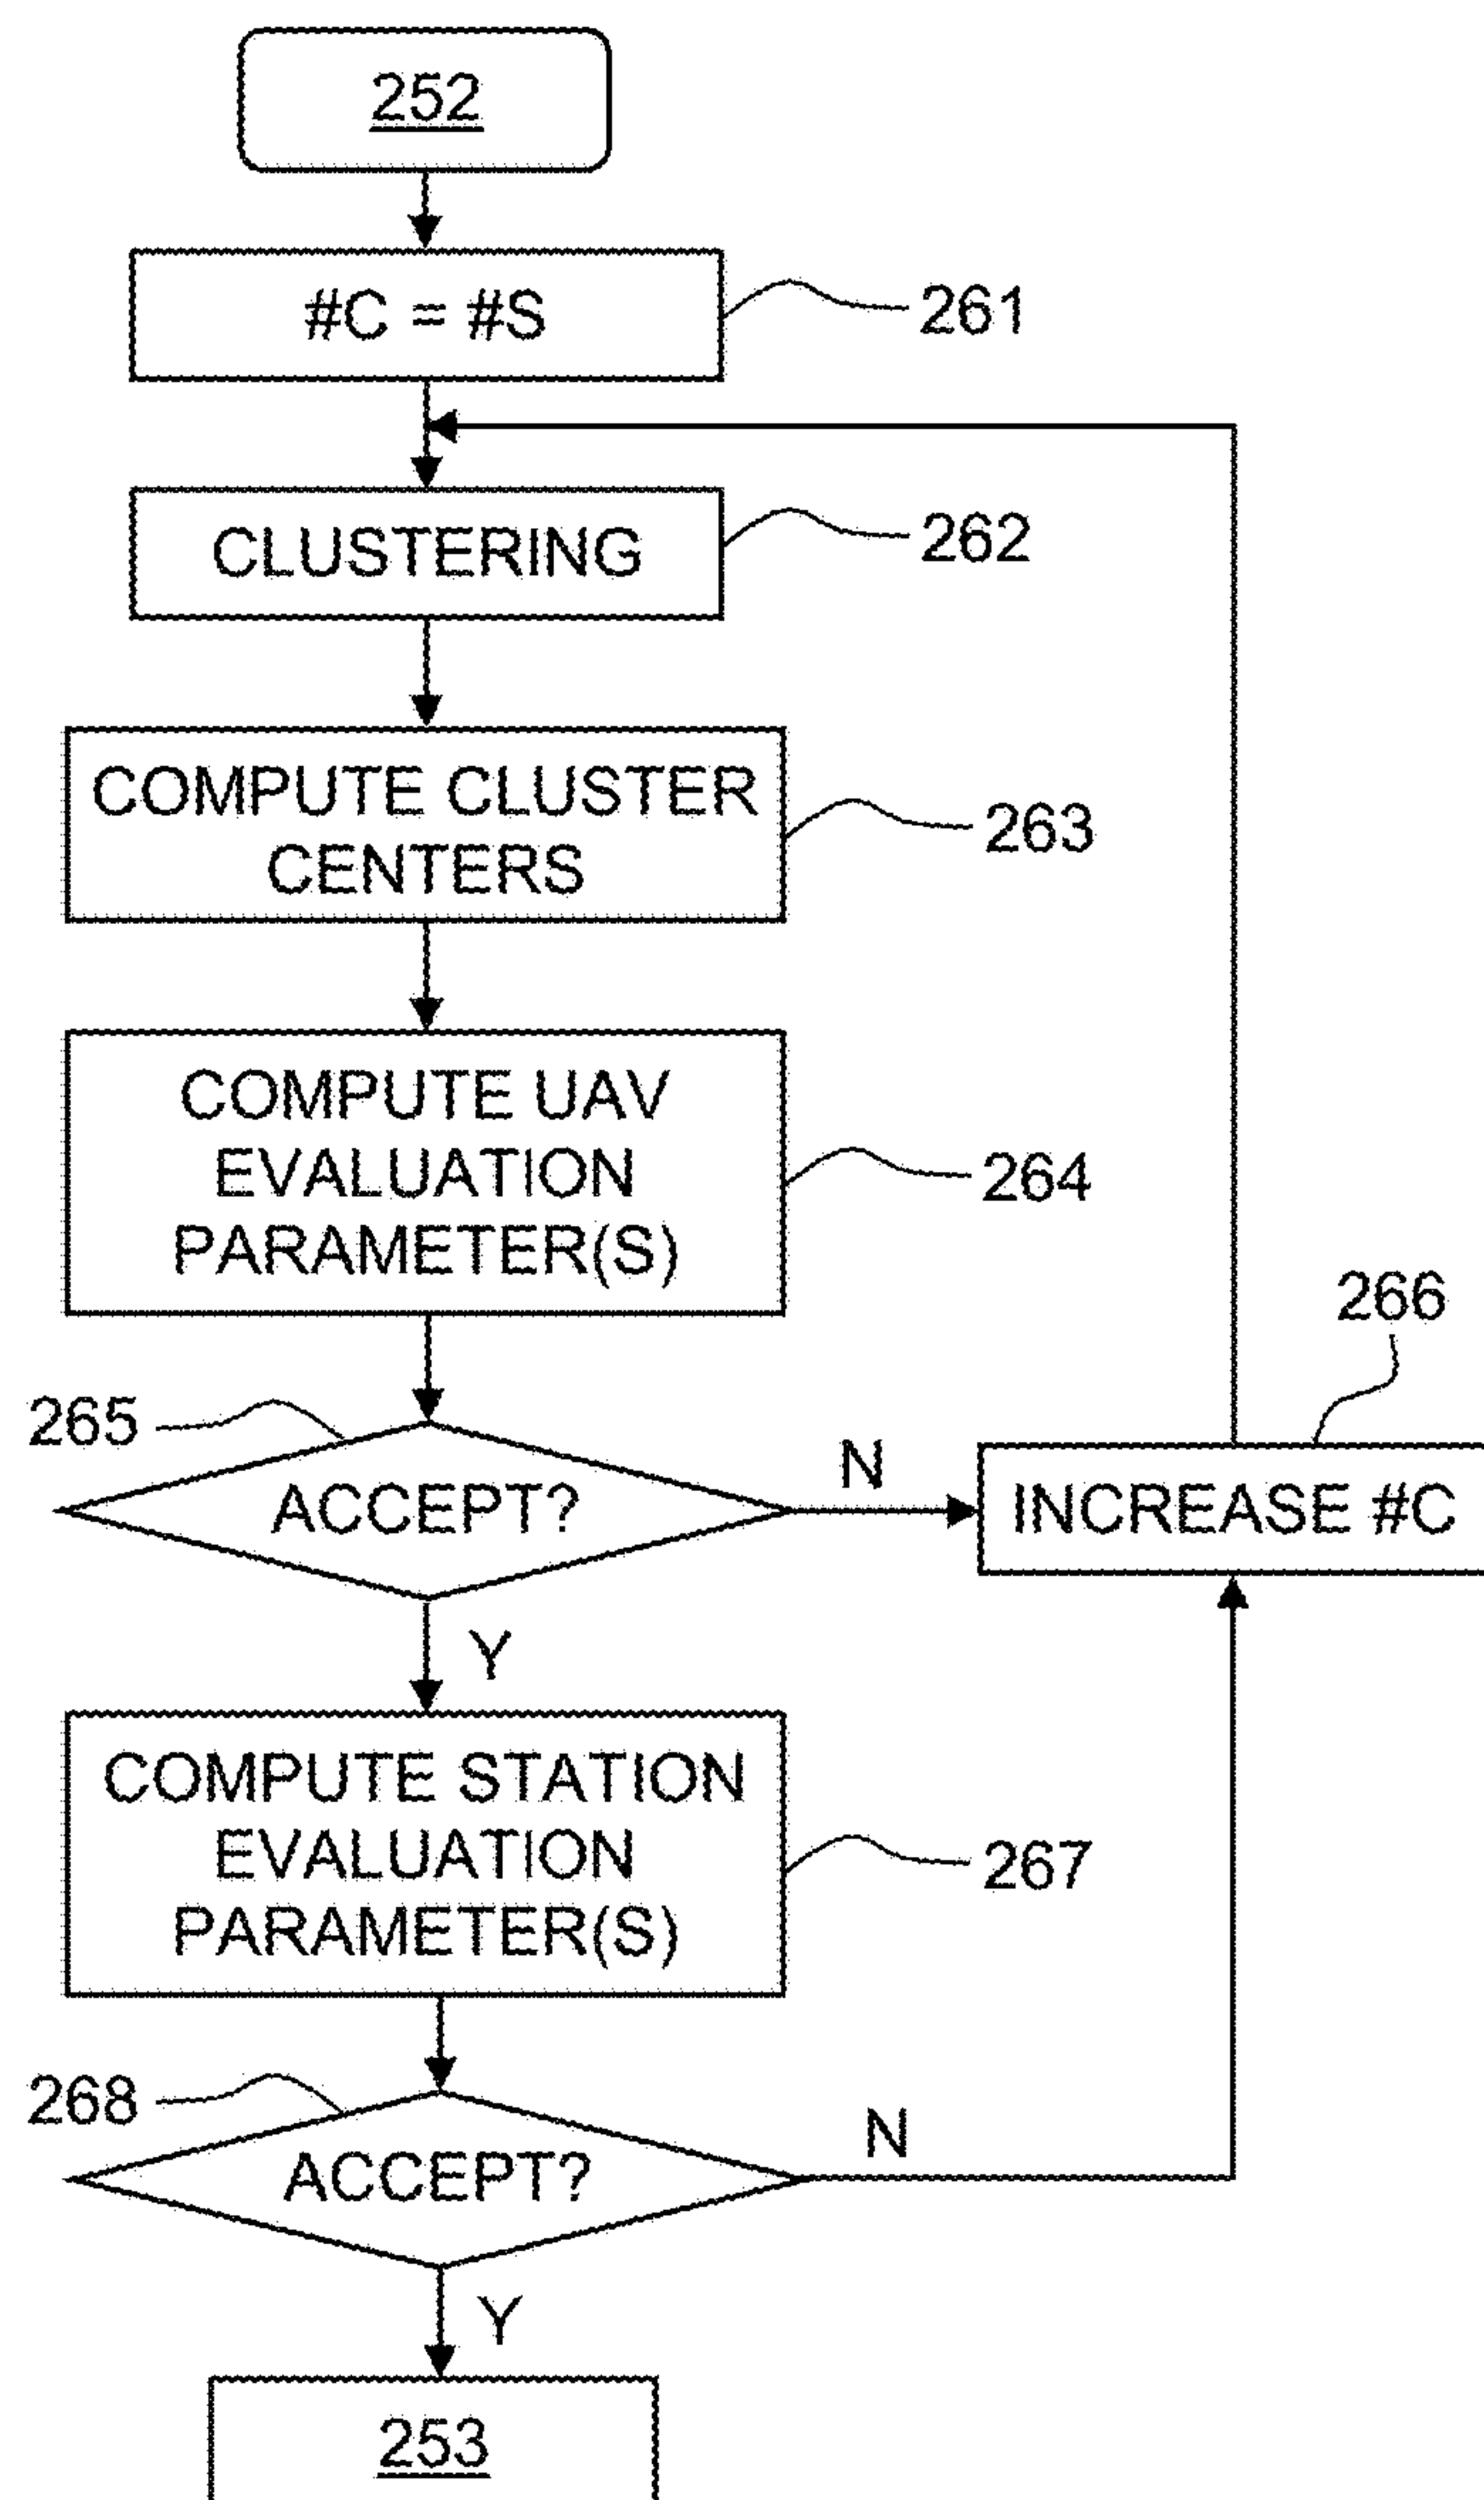 252
#C = #S
261
CLUSTERING
262
COMPUTE CLUSTER
CENTERS
263
COMPUTE UAV
EVALUATION
PARAMETER(S)
264
266
265
ACCEPT?
N
INCREASE #C
Y
COMPUTE STATION
EVALUATION
PARAMETER(S)
267
268
ACCEPT?
N
Y
253